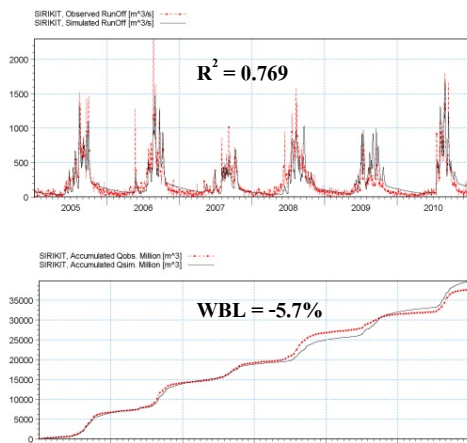 SIRIKIT, Observed RunOff [m^3/s]
SIRIKIT, Simulated RunOff [m^3/s]
R² = 0.769
2000
1500
1000
500
0
2005 2006 2007 2008 2009 2010
SIRIKIT, Accumulated Qobs. Million [m^3]
SIRIKIT, Accumulated Qsim. Million [m^3]
WBL = -5.7%
35000
30000
25000
20000
15000
10000
5000
0